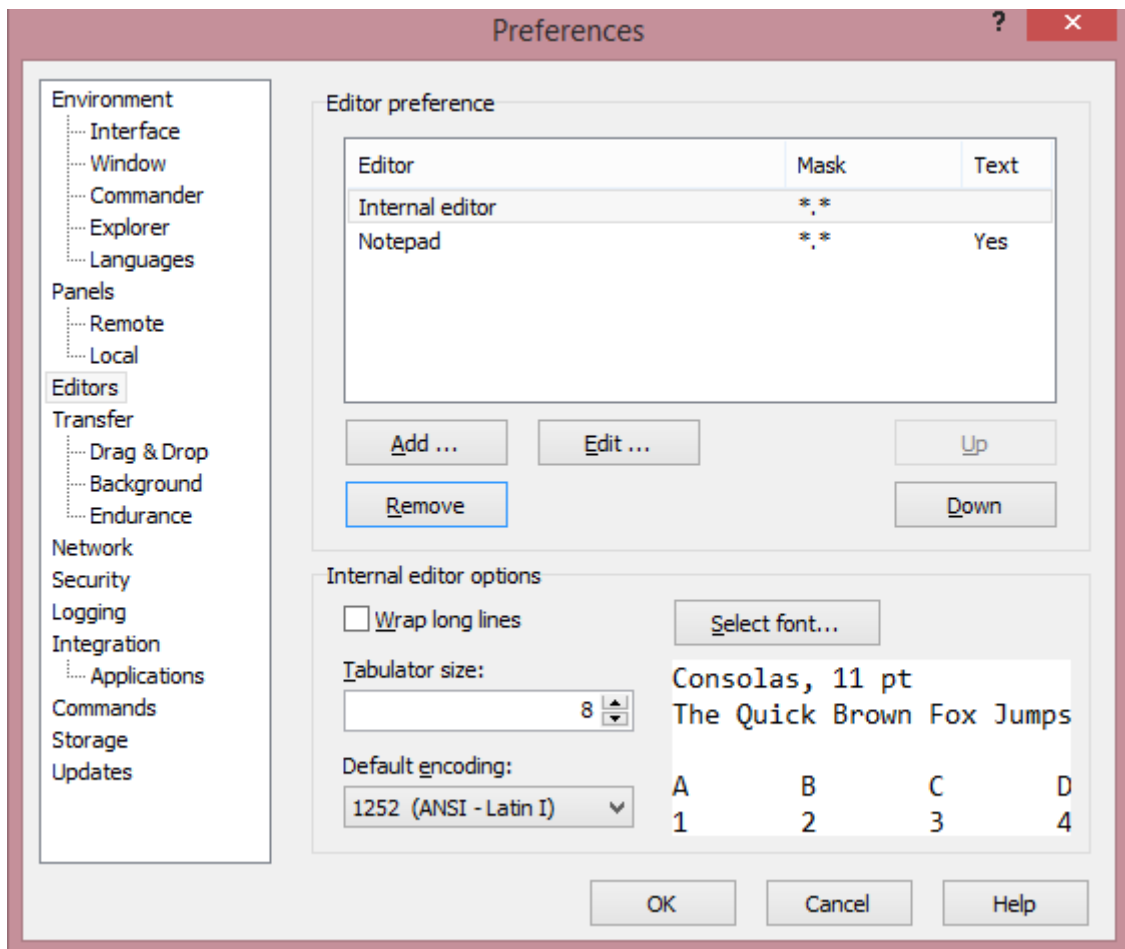 Preferences
?
×
Environment
Interface
Window
Commander
Explorer
Languages
Panels
Remote
Local
Editors
Transfer
Drag & Drop
Background
Endurance
Network
Security
Logging
Integration
Applications
Commands
Storage
Updates
Editor preference
Editor Mask Text
Internal editor *.*
Notepad *.* Yes
Add ... Edit ... Up
Remove Down
Internal editor options
Wrap long lines
Select font...
Tabulator size:
8
Default encoding:
1252 (ANSI - Latin I)
Consolas, 11 pt
The Quick Brown Fox Jumps
A B C D
1 2 3 4
OK Cancel Help